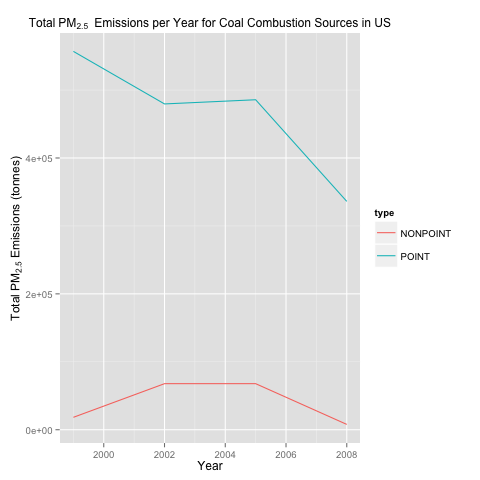 Total PM2.5 Emissions per Year for Coal Combustion Sources in US
Total PM2.5 Emissions (tonnes)
4e+05
2e+05
0e+00
2000 2002 2004 2006 2008
Year
type
NONPOINT
POINT